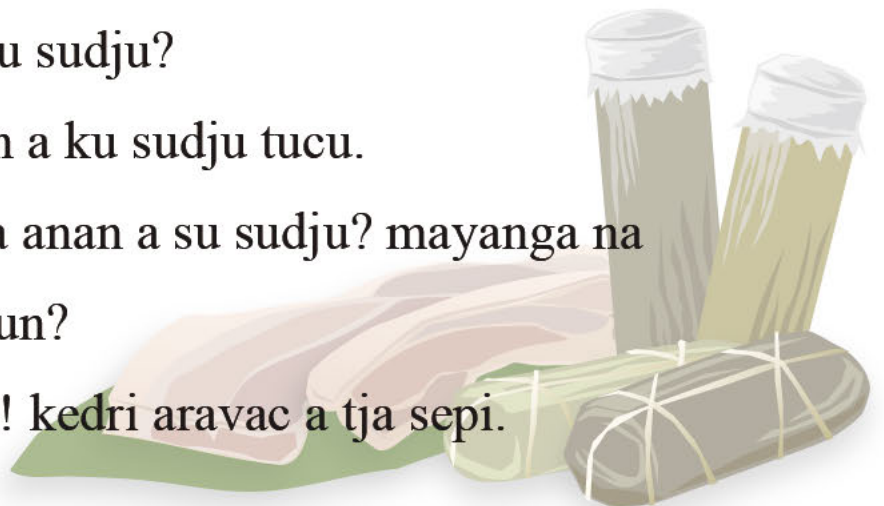 u sudju?
a ku sudju tucu.
anan a su sudju? mayanga na
un?
! kedri aravac a tja sepi.